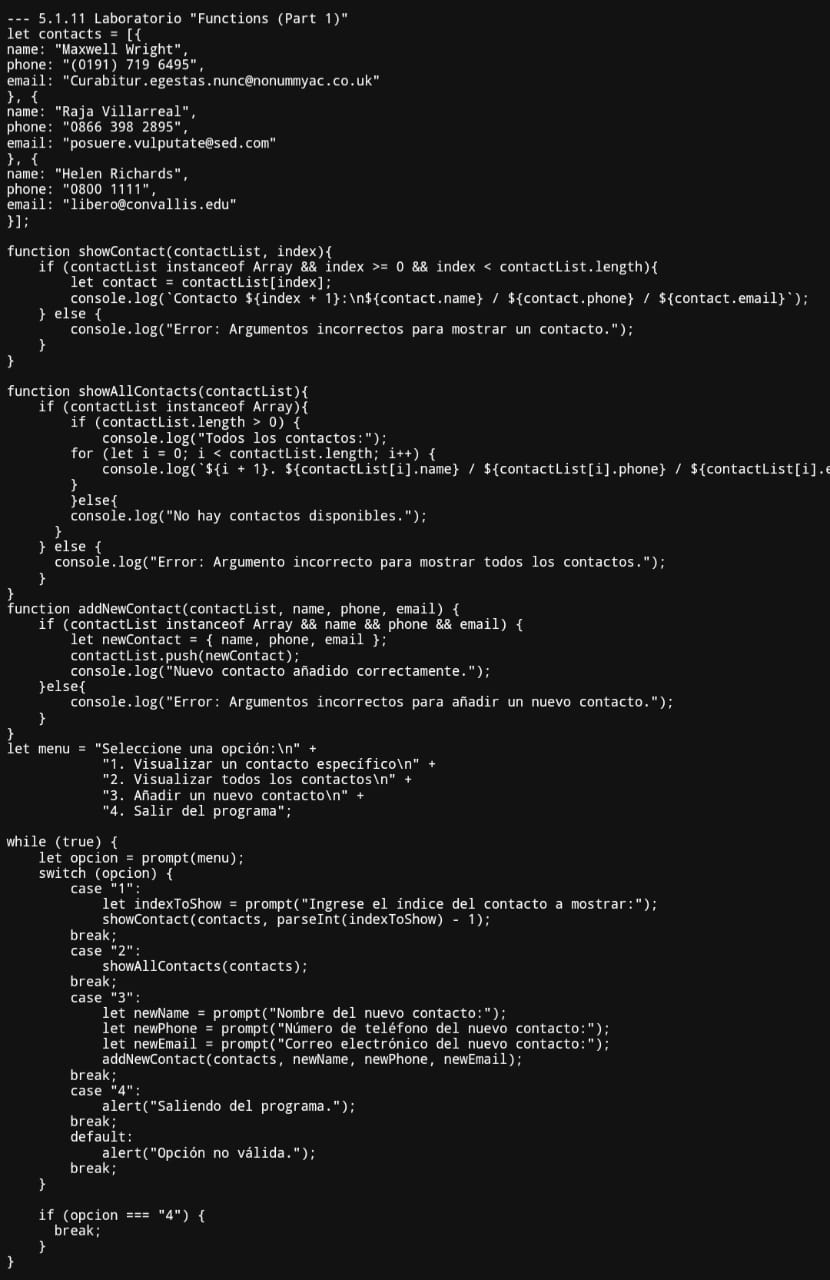 --- 5.1.11 Laboratorio "Functions (Part 1)"
let contacts = [{
name: "Maxwell Wright",
phone: "(0191) 719 6495",
email: "Curabitur.egestas.nunc@nonummyac.co.uk"
}, {
name: "Raja Villarreal",
phone: "0866 398 2895",
email: "posuere.vulputate@sed.com"
}, {
name: "Helen Richards",
phone: "0800 1111",
email: "libero@convallis.edu"
}];

function showContact(contactList, index){
    if (contactList instanceof Array && index >= 0 && index < contactList.length){
        let contact = contactList[index];
        console.log(`Contacto ${index + 1}:\n${contact.name} / ${contact.phone} / ${contact.email}`);
    } else {
        console.log("Error: Argumentos incorrectos para mostrar un contacto.");
    }
}

function showAllContacts(contactList){
    if (contactList instanceof Array){
        if (contactList.length > 0) {
            console.log("Todos los contactos:");
        for (let i = 0; i < contactList.length; i++) {
            console.log(`${i + 1}. ${contactList[i].name} / ${contactList[i].phone} / ${contactList[i].e
        }
        }else{
        console.log("No hay contactos disponibles.");
      }
    } else {
      console.log("Error: Argumento incorrecto para mostrar todos los contactos.");
    }
}
function addNewContact(contactList, name, phone, email) {
    if (contactList instanceof Array && name && phone && email) {
        let newContact = { name, phone, email };
        contactList.push(newContact);
        console.log("Nuevo contacto añadido correctamente.");
    }else{
        console.log("Error: Argumentos incorrectos para añadir un nuevo contacto.");
    }
}
let menu = "Seleccione una opción:\n" +
            "1. Visualizar un contacto específico\n" +
            "2. Visualizar todos los contactos\n" +
            "3. Añadir un nuevo contacto\n" +
            "4. Salir del programa";

while (true) {
    let opcion = prompt(menu);
    switch (opcion) {
        case "1":
            let indexToShow = prompt("Ingrese el índice del contacto a mostrar:");
            showContact(contacts, parseInt(indexToShow) - 1);
        break;
        case "2":
            showAllContacts(contacts);
        break;
        case "3":
            let newName = prompt("Nombre del nuevo contacto:");
            let newPhone = prompt("Número de teléfono del nuevo contacto:");
            let newEmail = prompt("Correo electrónico del nuevo contacto:");
            addNewContact(contacts, newName, newPhone, newEmail);
        break;
        case "4":
            alert("Saliendo del programa.");
        break;
        default:
            alert("Opción no válida.");
        break;
    }

    if (opcion === "4") {
      break;
    }
}